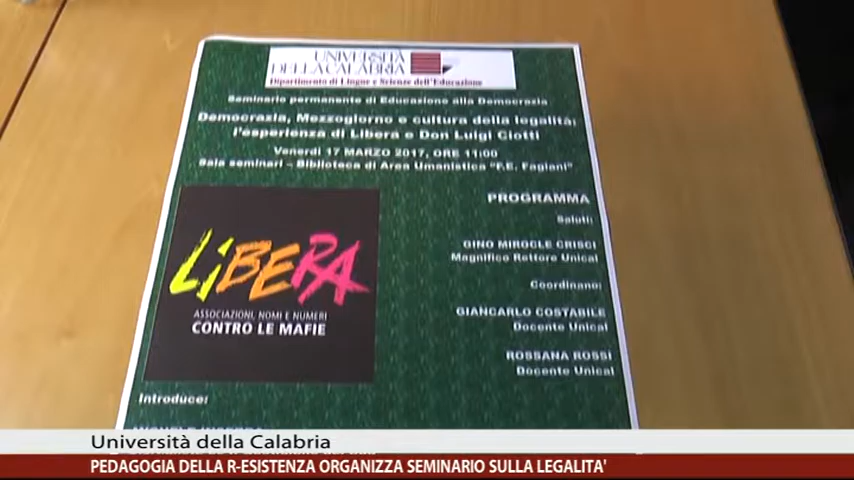 UNIVERSITÀ
DELLA CALABRIA
Dipartimento di Lingue e Scienze dell'Educazione
Seminario permanente di Educazione alla Democrazia
Democrazia, Mezzogiorno e cultura della legalità:
l'esperienza di Libera e Don Luigi Ciotti
Venerdì 17 MARZO 2017, ORE 11:00
Sala seminari – Biblioteca di Area Umanistica "F.E. Fagiani"
PROGRAMMA
Saluti:
GINO MIROCLE CRISCI
Magnifico Rettore Unical
Coordinano:
GIANCARLO COSTABILE
Docente Unical
ROSSANA ROSSI
Docente Unical
LIBERA
ASSOCIAZIONI, NOMI E NUMERI
CONTRO LE MAFIE
Introduce:
Università della Calabria
PEDAGOGIA DELLA R-ESISTENZA ORGANIZZA SEMINARIO SULLA LEGALITA'